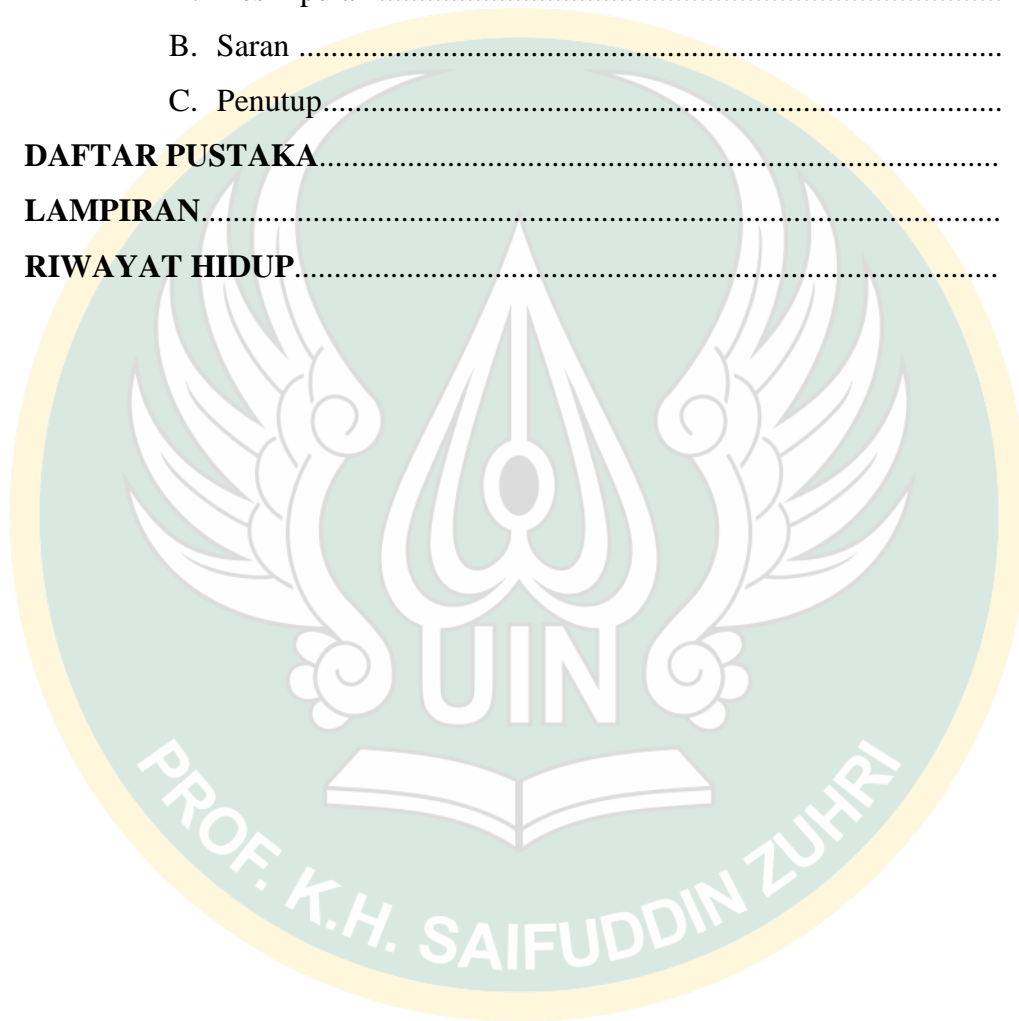 B. Saran ........................................................................................
C. Penutup.....................................................................................
DAFTAR PUSTAKA...................................................................................
LAMPIRAN.................................................................................................
RIWAYAT HIDUP......................................................................................
UIN
PROF. K.H. SAIFUDDIN ZUHRI